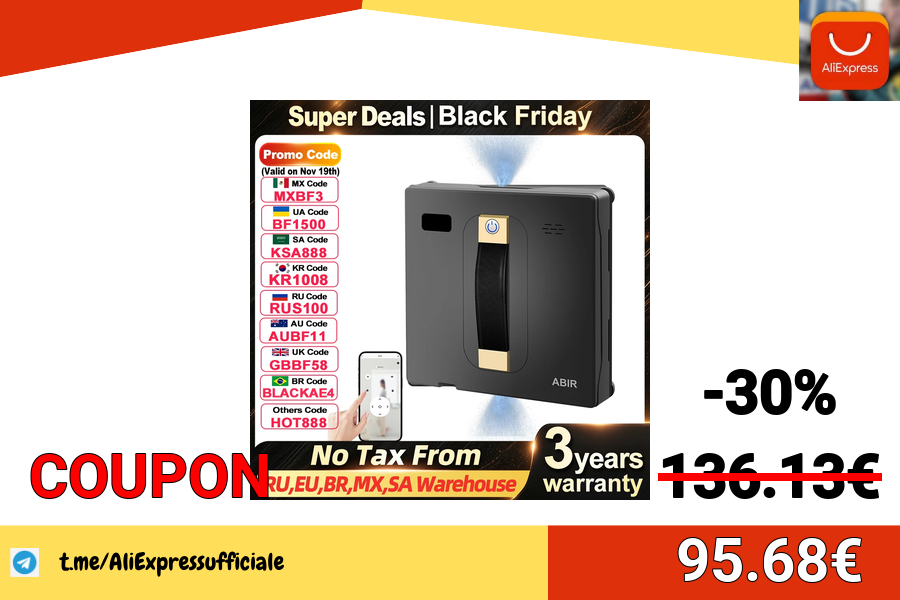 AliExpress
Super Deals | Black Friday
Promo Code
(Valid on Nov 19th)
MX Code
MXBF3
UA Code
BF1500
SA Code
KSA888
KR Code
KR1008
RU Code
RUS100
AU Code
AUBF11
UK Code
GBBF58
BR Code
BLACKAE4
Others Code
HOT888
ABIR
-30%
No Tax From
RU,EU,BR,MX,SA Warehouse
3 years
warranty
COUPON
136.13€
t.me/AliExpressufficiale
95.68€